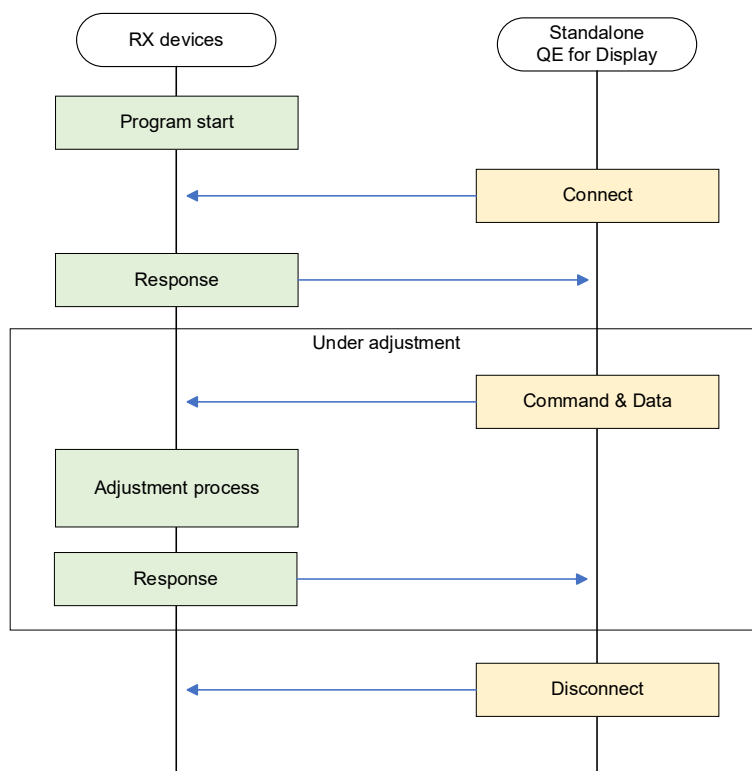 RX devices
Standalone
QE for Display
Program start
Connect
Response
Under adjustment
Command & Data
Adjustment process
Response
Disconnect